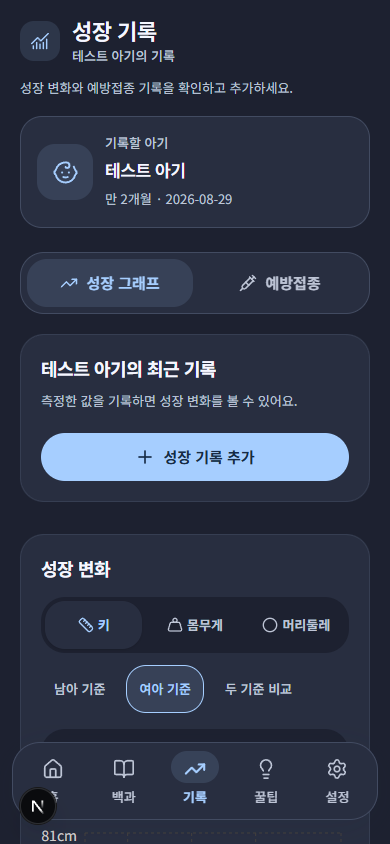 성장 기록
테스트 아기의 기록
성장 변화와 예방접종 기록을 확인하고 추가하세요.
기록할 아기
테스트 아기
만 2개월 · 2026-08-29
성장 그래프
예방접종
테스트 아기의 최근 기록
측정한 값을 기록하면 성장 변화를 볼 수 있어요.
+ 성장 기록 추가
성장 변화
키
몸무게
머리둘레
남아 기준
여아 기준
두 기준 비교
백과
기록
꿀팁
설정
N
81cm